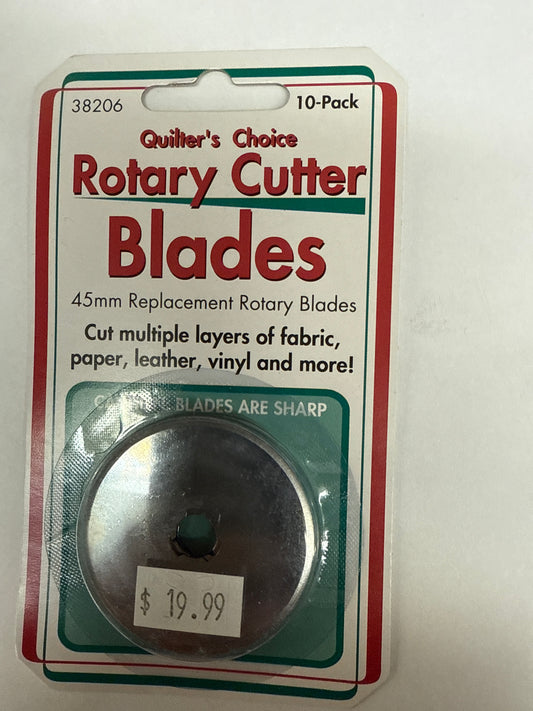 38206
10-Pack
Quilter's Choice
Rotary Cutter
Blades
45mm Replacement Rotary Blades
Cut multiple layers of fabric,
paper, leather, vinyl and more!
BLADES ARE SHARP
$ 19.99